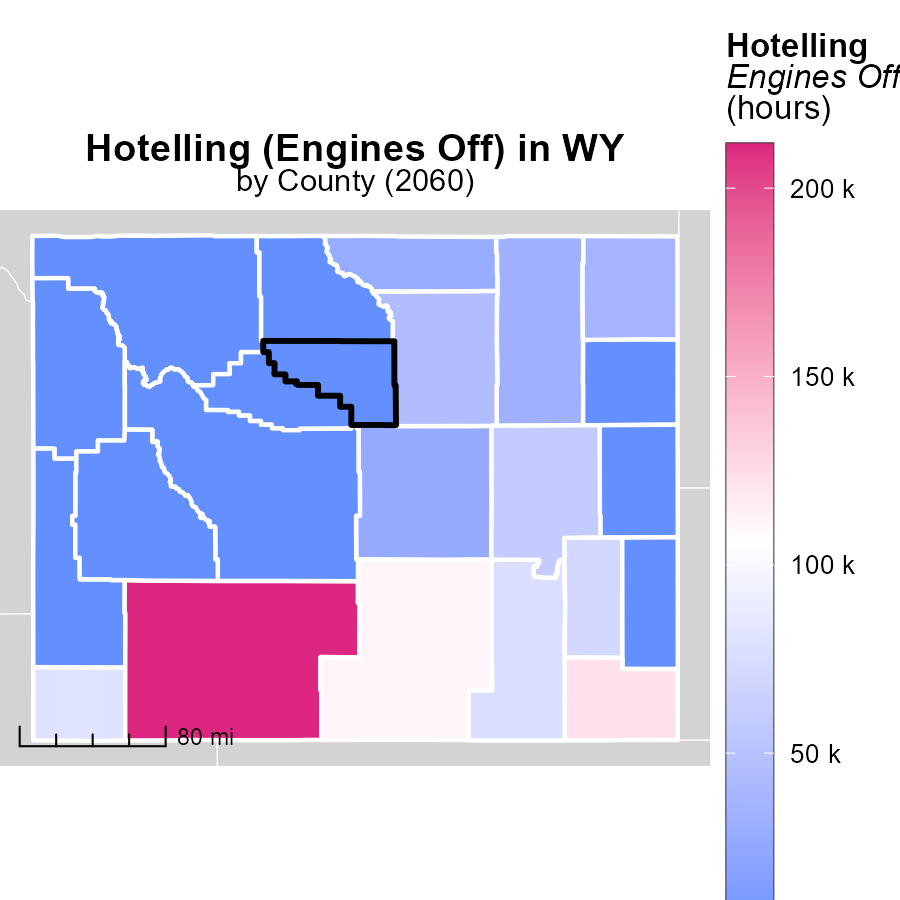 Hotelling (Engines Off) in WY
by County (2060)
80 mi
Hotelling
Engines Off
(hours)
200 k
150 k
100 k
50 k